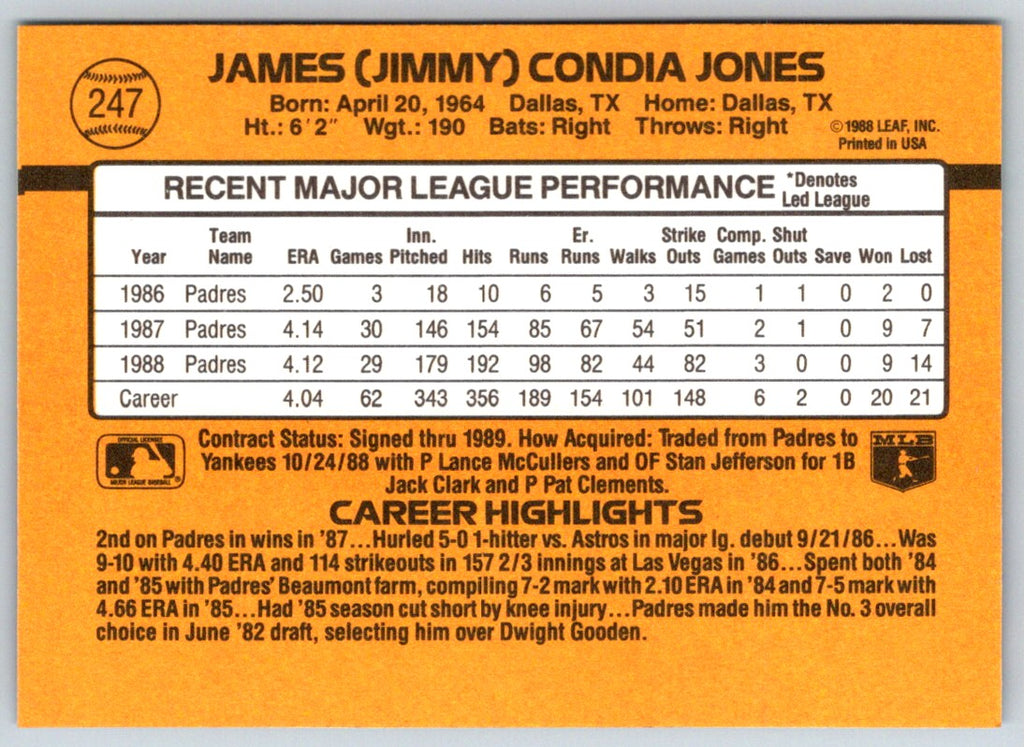 247
JAMES (JIMMY) CONDIA JONES
Born: April 20, 1964 Dallas, TX Home: Dallas, TX
Ht.: 6'2" Wgt.: 190 Bats: Right Throws: Right
©1988 LEAF, INC.
Printed in USA
RECENT MAJOR LEAGUE PERFORMANCE *Denotes Led League
Year Team Name ERA Games Inn. Pitched Hits Runs Er. Runs Walks Strike Outs Comp. Games Shut Outs Save Won Lost
1986 Padres 2.50 3 18 10 6 5 3 15 1 1 0 2 0
1987 Padres 4.14 30 146 154 85 67 54 51 2 1 0 9 7
1988 Padres 4.12 29 179 192 98 82 44 82 3 0 0 9 14
Career 4.04 62 343 356 189 154 101 148 6 2 0 20 21
OFFICIAL LICENSEE
MAJOR LEAGUE BASEBALL
®
Contract Status: Signed thru 1989. How Acquired: Traded from Padres to
Yankees 10/24/88 with P Lance McCullers and OF Stan Jefferson for 1B
Jack Clark and P Pat Clements.
MLB
CAREER HIGHLIGHTS
2nd on Padres in wins in '87...Hurled 5-0 1-hitter vs. Astros in major lg. debut 9/21/86...Was
9-10 with 4.40 ERA and 114 strikeouts in 157 2/3 innings at Las Vegas in '86...Spent both '84
and '85 with Padres' Beaumont farm, compiling 7-2 mark with 2.10 ERA in '84 and 7-5 mark with
4.66 ERA in '85...Had '85 season cut short by knee injury...Padres made him the No. 3 overall
choice in June '82 draft, selecting him over Dwight Gooden.